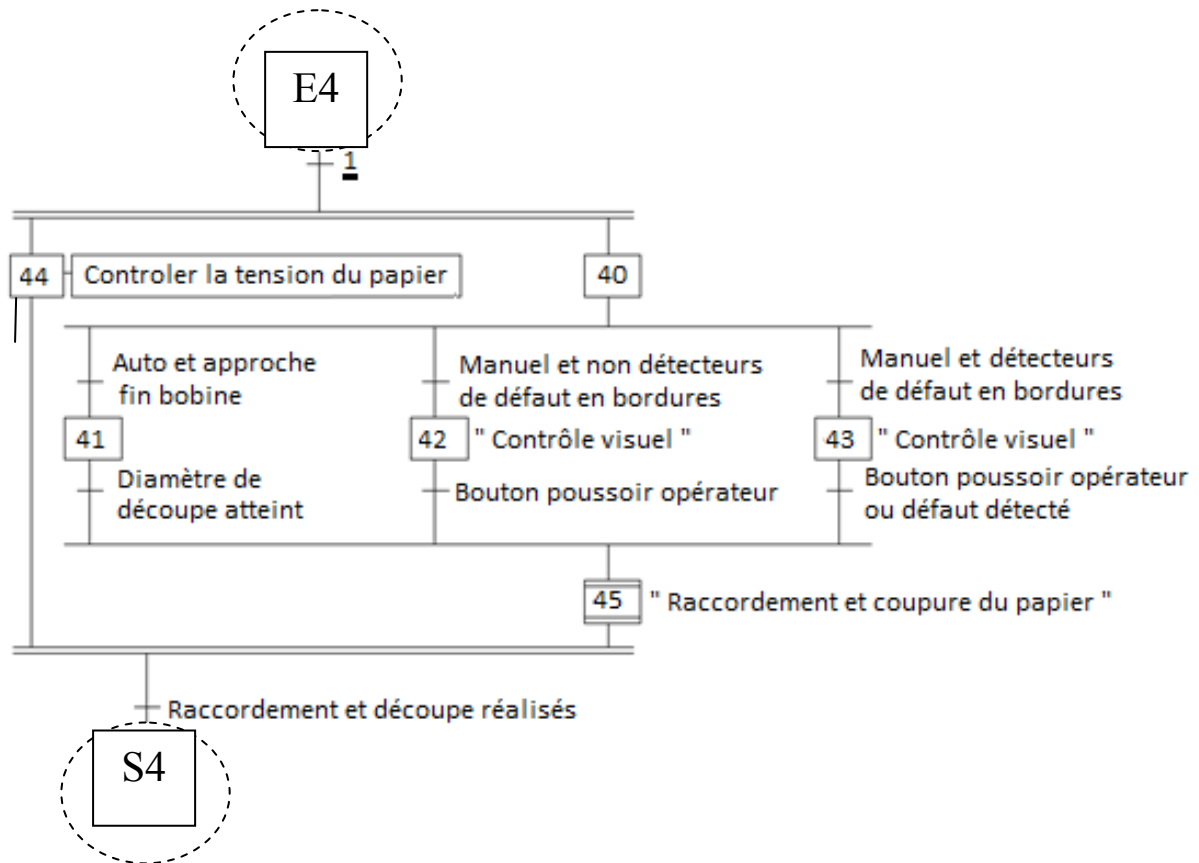 E4
1
44
Controler la tension du papier
40
Auto et approche
fin bobine
Manuel et non détecteurs
de défaut en bordures
Manuel et détecteurs
de défaut en bordures
41
42
" Contrôle visuel "
43
" Contrôle visuel "
Diamètre de
découpe atteint
Bouton poussoir opérateur
Bouton poussoir opérateur
ou défaut détecté
45
" Raccordement et coupure du papier "
Raccordement et découpe réalisés
S4